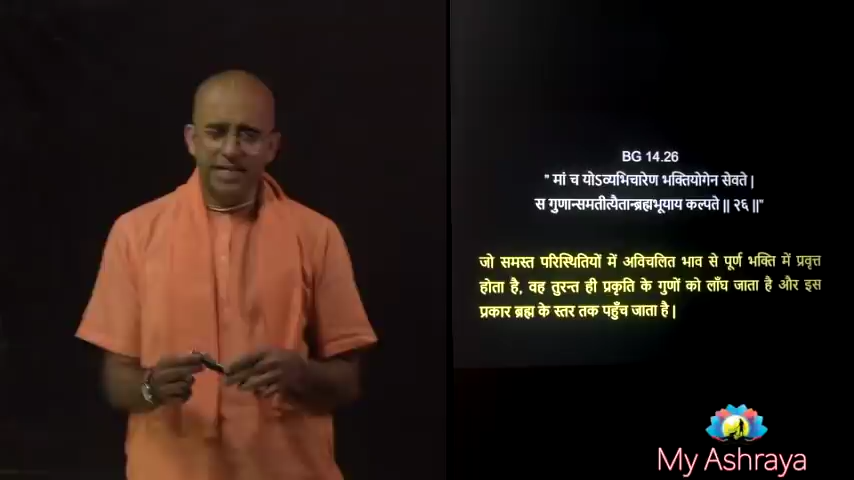 BG 14.26
" मां च योऽव्यभिचारेण भक्तियोगेन सेवते |
स गुणान्समतीत्यैतान्ब्रह्मभूयाय कल्पते || २६ ||"
जो समस्त परिस्थितियों में अविचलित भाव से पूर्ण भक्ति में प्रवृत्त
होता है, वह तुरन्त ही प्रकृति के गुणों को लाँघ जाता है और इस
प्रकार ब्रह्म के स्तर तक पहुँच जाता है |
My Ashraya